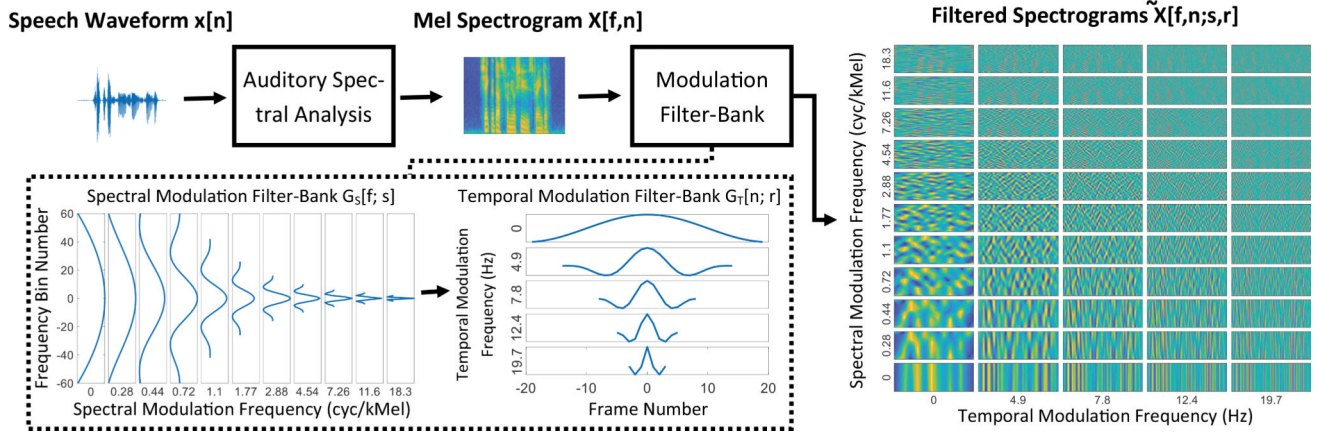 Speech Waveform x[n]
Mel Spectrogram X[f,n]
Filtered Spectrograms X̃[f,n;s,r]
Auditory Spec-
tral Analysis
Modulation
Filter-Bank
Spectral Modulation Filter-Bank G_S[f; s]
Frequency Bin Number
60
40
20
0
-20
-40
-60
0 0.28 0.44 0.72 1.1 1.77 2.88 4.54 7.26 11.6 18.3
Spectral Modulation Frequency (cyc/kMel)
Temporal Modulation Filter-Bank G_T[n; r]
Temporal Modulation
Frequency (Hz)
0
4.9
7.8
12.4
19.7
-20 -10 0 10 20
Frame Number
Spectral Modulation Frequency (cyc/kMel)
18.3
11.6
7.26
4.54
2.88
1.77
1.1
0.72
0.44
0.28
0
0 4.9 7.8 12.4 19.7
Temporal Modulation Frequency (Hz)